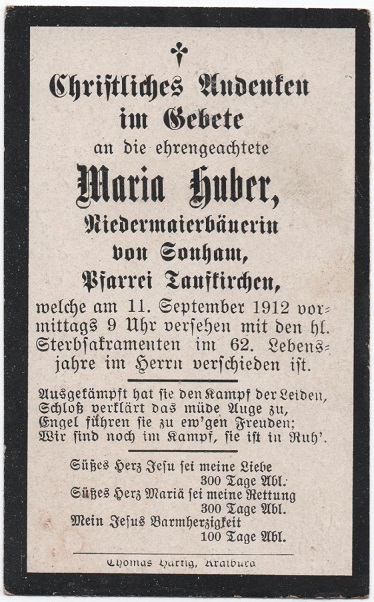 Christliches Andenken
im Gebete
an die ehrengeachtete
Maria Huber,
Niedermaierbäuerin
von Sonham,
Pfarrei Taufkirchen,
welche am 11. September 1912 vor-
mittags 9 Uhr versehen mit den hl.
Sterbsakramenten im 62. Lebens-
jahre im Herrn verschieden ist.
Ausgekämpft hat sie den Kampf der Leiden,
Schloß verklärt das müde Auge zu,
Engel führen sie zu ew'gen Freuden;
Wir sind noch im Kampf, sie ist in Ruh'.
Süßes Herz Jesu sei meine Liebe
300 Tage Abl.
Süßes Herz Mariä sei meine Rettung
300 Tage Abl.
Mein Jesus Barmherzigkeit
100 Tage Abl.
Thomas Hartig, Kraiburg